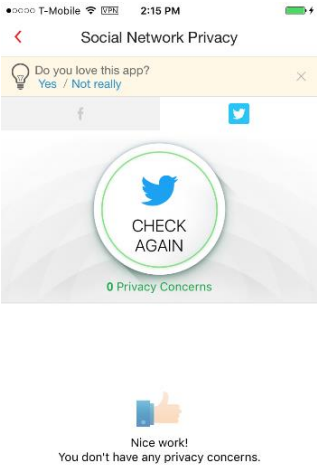 T-Mobile VPN 2:15 PM
Social Network Privacy
Do you love this app?
Yes / Not really
f
CHECK
AGAIN
0 Privacy Concerns
Nice work!
You don't have any privacy concerns.